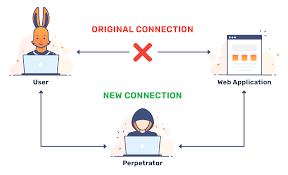 ORIGINAL CONNECTION
User
Web Application
NEW CONNECTION
Perpetrator